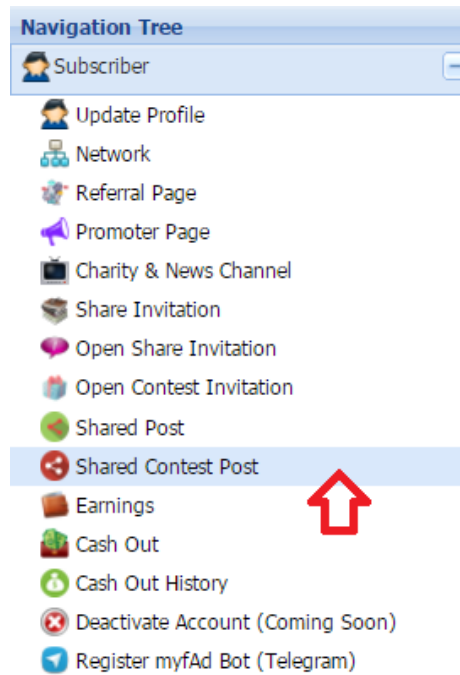 Navigation Tree
Subscriber
Update Profile
Network
Referral Page
Promoter Page
Charity & News Channel
Share Invitation
Open Share Invitation
Open Contest Invitation
Shared Post
Shared Contest Post
Earnings
Cash Out
Cash Out History
Deactivate Account (Coming Soon)
Register myfAd Bot (Telegram)